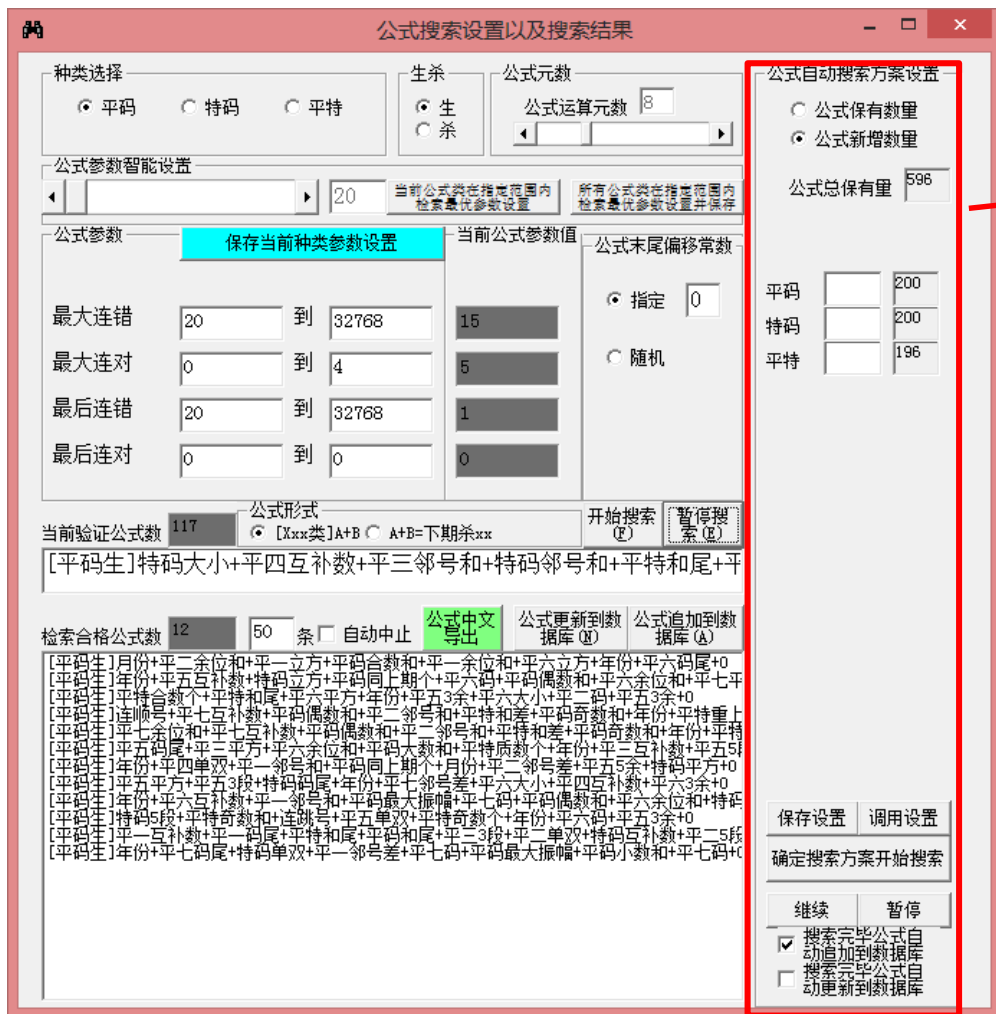 公式搜索设置以及搜索结果
种类选择
平码 特码 平特
生杀
生
杀
公式元数
公式运算元数 8
公式参数智能设置
20
当前公式类在指定范围内
检索最优参数设置
所有公式类在指定范围内
检索最优参数设置并保存
公式参数
保存当前种类参数设置
当前公式参数值
公式末尾偏移常数
最大连错 20 到 32768 15
最大连对 0 到 4 5
最后连错 20 到 32768 1
最后连对 0 到 0 0
指定 0
随机
当前验证公式数 117
公式形式
[Xxx类]A+B A+B=下期杀xx
开始搜索
(F)
暂停搜
索(E)
[平码生]特码大小+平四互补数+平三邻号和+特码邻号和+平特和尾+平
检索合格公式数 12 50 条 自动中止
公式中文
导出
公式更新到数
据库(N)
公式追加到数
据库(A)
[平码生]月份+平二余位和+平一立方+平码合数和+平一余位和+平六立方+年份+平六码尾+0
[平码生]年份+平五互补数+特码立方+平码同上期个+平六码+平码偶数和+平六余位和+平七平
[平码生]平特合数个+平特和尾+平六平方+年份+平五3余+平六大小+平二码+平五3余+0
[平码生]连顺号+平七互补数+平码偶数和+平二邻号和+平特和差+平码奇数和+年份+平特重上
[平码生]平七余位和+平七互补数+平码偶数和+平二邻号和+平特和差+平码奇数和+年份+平特
[平码生]平五码尾+平三平方+平六余位和+平码大数和+平特质数个+年份+平三互补数+平五5段
[平码生]年份+平四单双+平一邻号和+平码同上期个+月份+平二邻号差+平五5余+特码平方+0
[平码生]平五平方+平五3段+特码码尾+年份+平七邻号差+平六大小+平四互补数+平六3余+0
[平码生]年份+平六互补数+平一邻号和+平码最大振幅+平七码+平码偶数和+平六余位和+特码
[平码生]特码5段+平特奇数和+连跳号+平五单双+平特奇数个+年份+平六码+平五3余+0
[平码生]平一互补数+平一码尾+平特和尾+平码和尾+平三3段+平二单双+特码互补数+平二5段
[平码生]年份+平七码尾+特码单双+平一邻号差+平七码+平码最大振幅+平码小数和+平七码+0
公式自动搜索方案设置
公式保有数量
公式新增数量
公式总保有量 596
平码 200
特码 200
平特 196
保存设置 调用设置
确定搜索方案开始搜索
继续 暂停
搜索完毕公式自
动追加到数据库
搜索完毕公式自
动更新到数据库